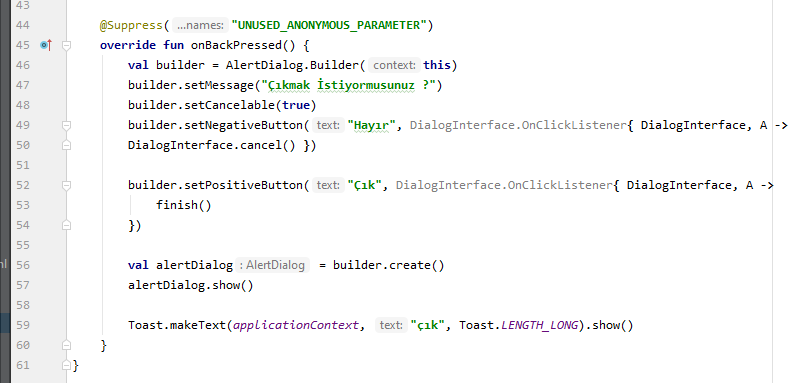 43
44 @Suppress( ...names: "UNUSED_ANONYMOUS_PARAMETER")
45 override fun onBackPressed() {
46 val builder = AlertDialog.Builder( context: this)
47 builder.setMessage("Çıkmak İstiyormusunuz ?")
48 builder.setCancelable(true)
49 builder.setNegativeButton( text: "Hayır", DialogInterface.OnClickListener{ DialogInterface, A ->
50 DialogInterface.cancel() })
51
52 builder.setPositiveButton( text: "Çık", DialogInterface.OnClickListener{ DialogInterface, A ->
53 finish()
54 })
55
56 val alertDialog : AlertDialog = builder.create()
57 alertDialog.show()
58
59 Toast.makeText(applicationContext, text: "çık", Toast.LENGTH_LONG).show()
60 }
61 }